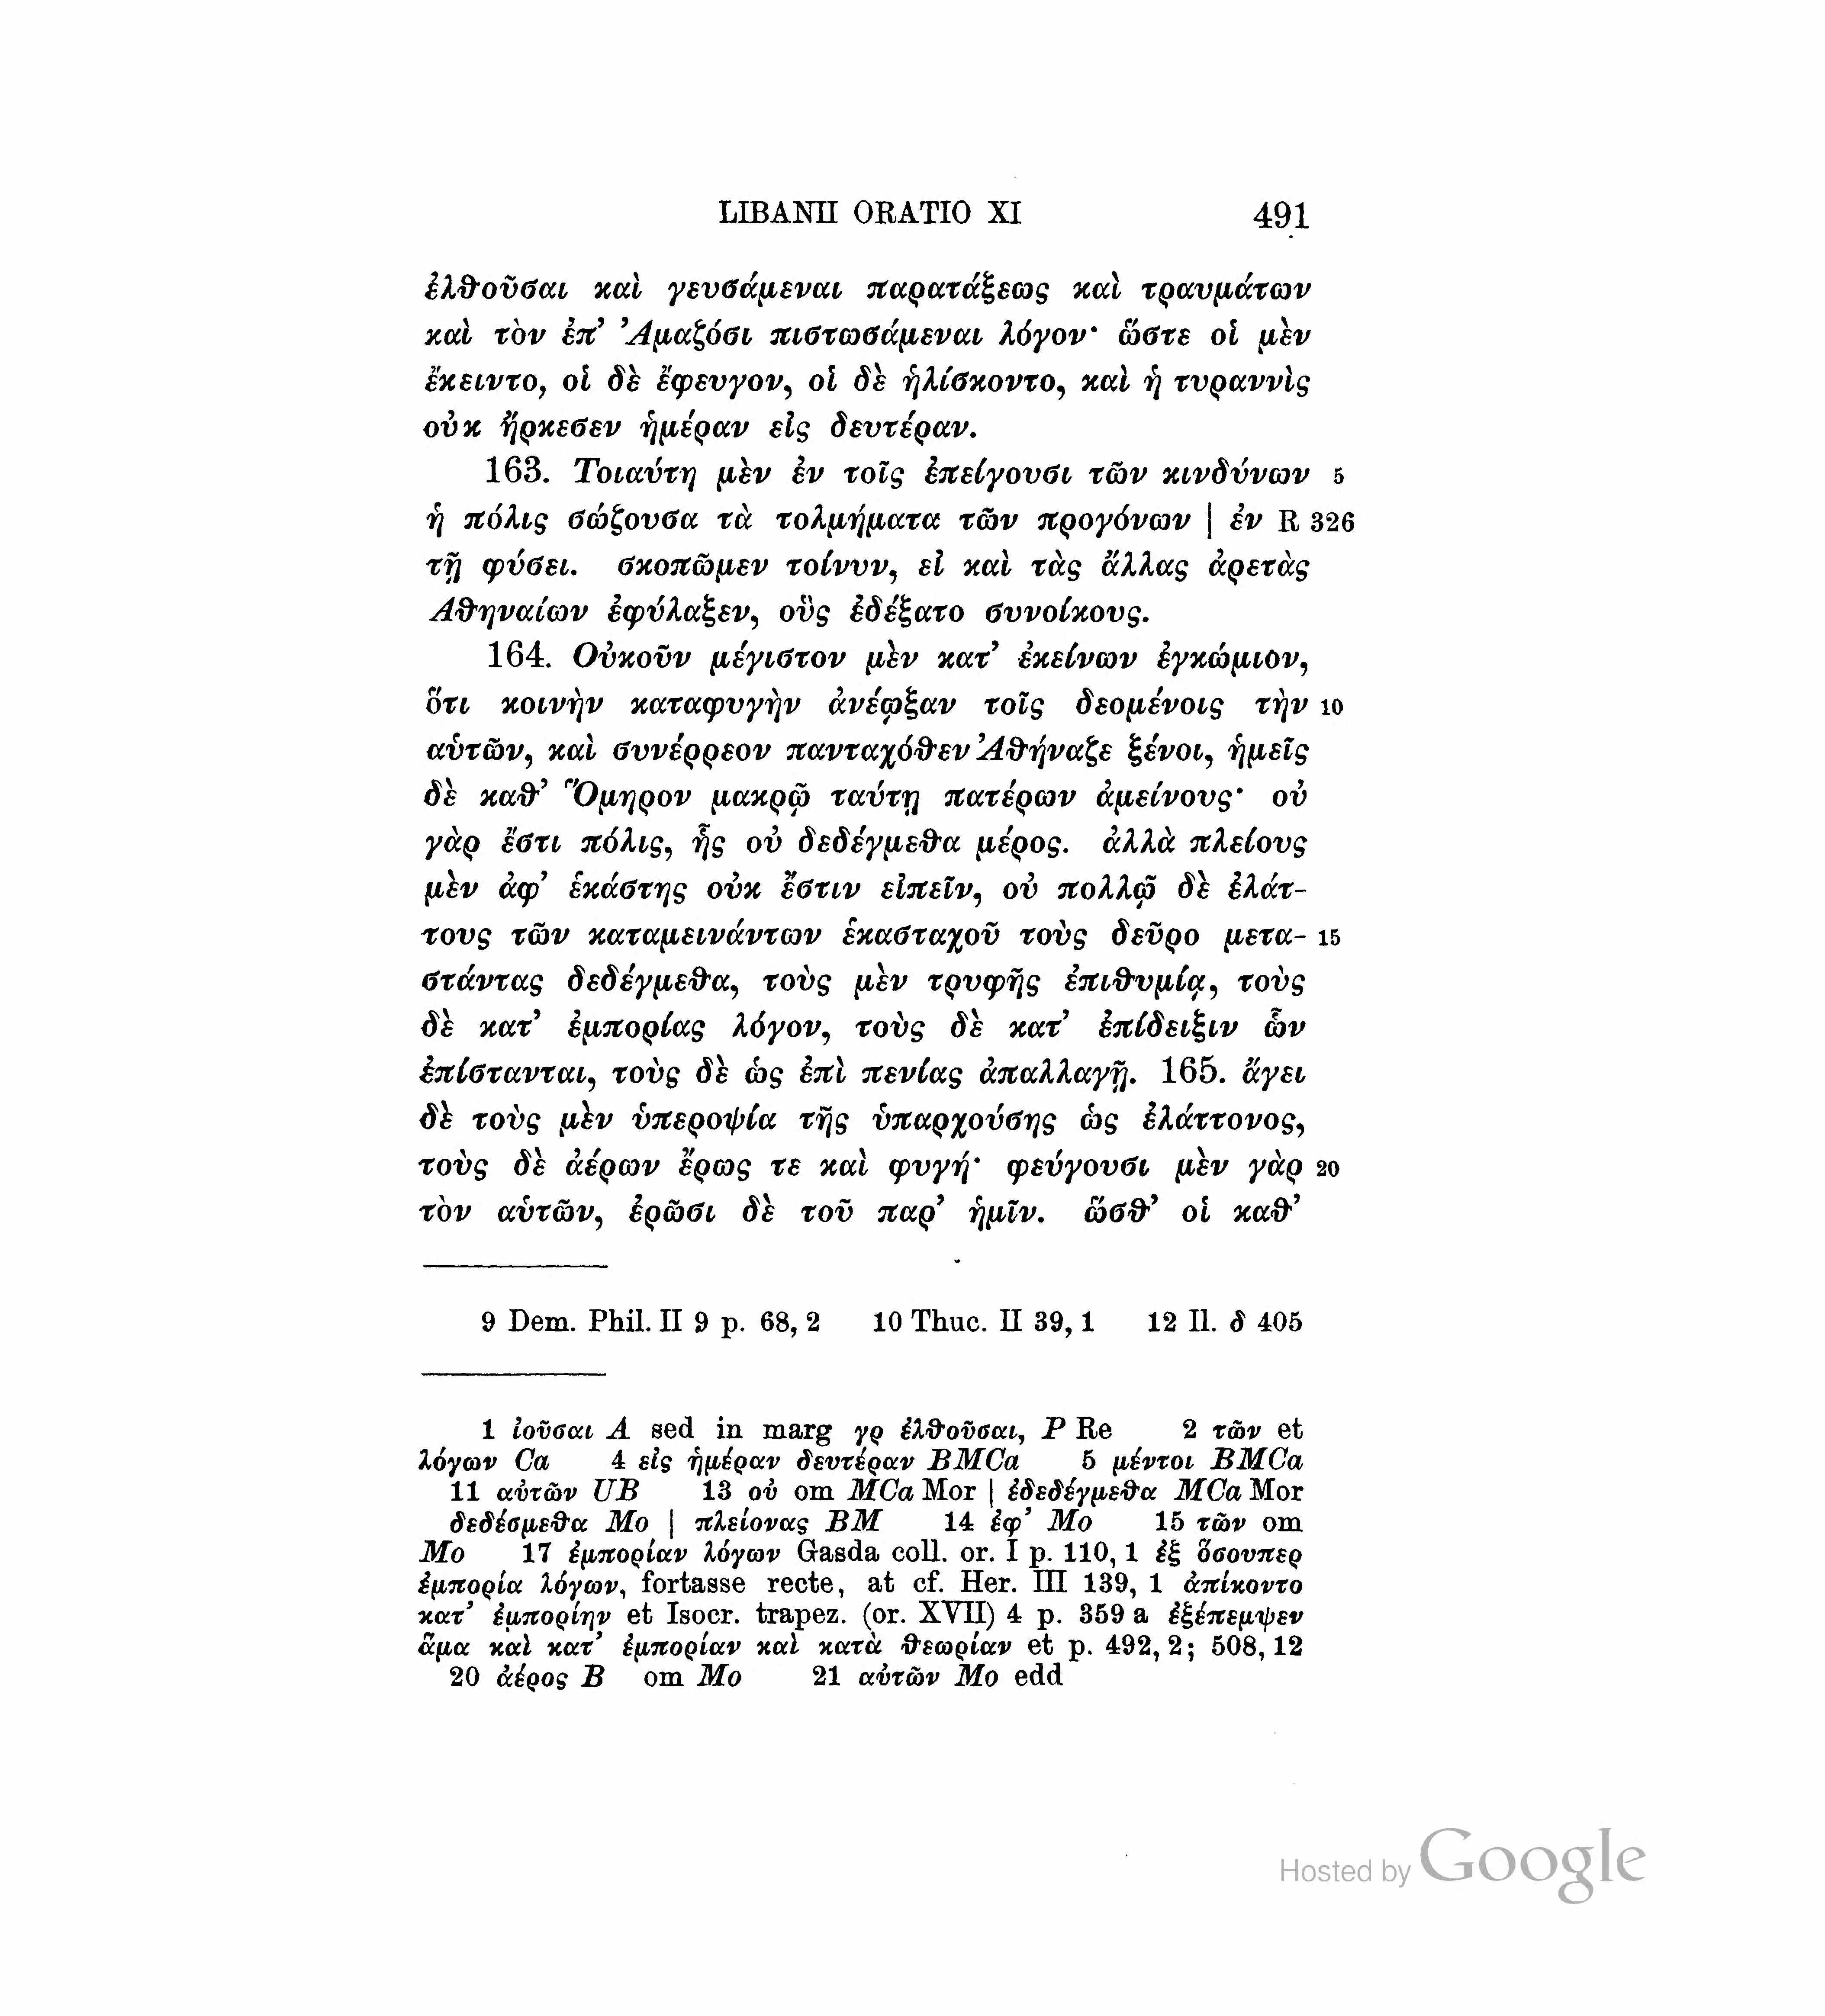 LIBANII ORATIO XI 491
ἐλθοῦσαι καὶ γευσάμεναι παρατάξεως καὶ τραυμάτων
καὶ τὸν ἐπ’ Ἀμαζόσι πιστωσάμεναι λόγον· ὥστε οἱ μὲν
ἔκειντο, οἱ δὲ ἔφευγον, οἱ δὲ ἡλίσκοντο, καὶ ἡ τυραννὶς
οὐκ ἤρκεσεν ἡμέραν εἰς δευτέραν.
163. Τοιαύτη μὲν ἐν τοῖς ἐπείγουσι τῶν κινδύνων 5
ἡ πόλις σώζουσα τὰ τολμήματα τῶν προγόνων | ἐν R 326
τῇ φύσει. σκοπῶμεν τοίνυν, εἰ καὶ τὰς ἄλλας ἀρετὰς
Ἀθηναίων ἐφύλαξεν, οὓς ἐδέξατο συνοίκους.
164. Οὐκοῦν μέγιστον μὲν κατ’ ἐκείνων ἐγκώμιον,
ὅτι κοινὴν καταφυγὴν ἀνέῳξαν τοῖς δεομένοις τὴν 10
αὑτῶν, καὶ συνέρρεον πανταχόθεν Ἀθήναζε ξένοι, ἡμεῖς
δὲ καθ’ Ὅμηρον μακρῷ ταύτῃ πατέρων ἀμείνους· οὐ
γὰρ ἔστι πόλις, ἧς οὐ δεδέγμεθα μέρος. ἀλλὰ πλείους
μὲν ἀφ’ ἑκάστης οὐκ ἔστιν εἰπεῖν, οὐ πολλῷ δὲ ἐλάτ-
τους τῶν καταμεινάντων ἑκασταχοῦ τοὺς δεῦρο μετα- 15
στάντας δεδέγμεθα, τοὺς μὲν τρυφῆς ἐπιθυμίᾳ, τοὺς
δὲ κατ’ ἐμπορίας λόγον, τοὺς δὲ κατ’ ἐπίδειξιν ὧν
ἐπίστανται, τοὺς δὲ ὡς ἐπὶ πενίας ἀπαλλαγῇ. 165. ἄγει
δὲ τοὺς μὲν ὑπεροψία τῆς ὑπαρχούσης ὡς ἐλάττονος,
τοὺς δὲ ἀέρων ἔρως τε καὶ φυγή· φεύγουσι μὲν γὰρ 20
τὸν αὑτῶν, ἐρῶσι δὲ τοῦ παρ’ ἡμῖν. ὥσθ’ οἱ καθ’
9 Dem. Phil. II 9 p. 68, 2 10 Thuc. II 39, 1 12 Il. δ 405
1 ἰοῦσαι A sed in marg γρ ἐλθοῦσαι, P Re 2 τῶν et
λόγων Ca 4 εἰς ἡμέραν δευτέραν BMCa 5 μέντοι BMCa
11 αὐτῶν UB 13 οὐ om MCa Mor | ἐδεδέγμεθα MCa Mor
δεδέσμεθα Mo | πλείονας BM 14 ἐφ’ Mo 15 τῶν om
Mo 17 ἐμπορίαν λόγων Gasda coll. or. I p. 110, 1 ἐξ ὅσουπερ
ἐμπορία λόγων, fortasse recte, at cf. Her. III 139, 1 ἀπίκοντο
κατ’ ἐμπορίην et Isocr. trapez. (or. XVII) 4 p. 359 a ἐξέπεμψεν
ἅμα καὶ κατ’ ἐμπορίαν καὶ κατὰ θεωρίαν et p. 492, 2; 508, 12
20 ἀέρος B om Mo 21 αὐτῶν Mo edd
Hosted by Google